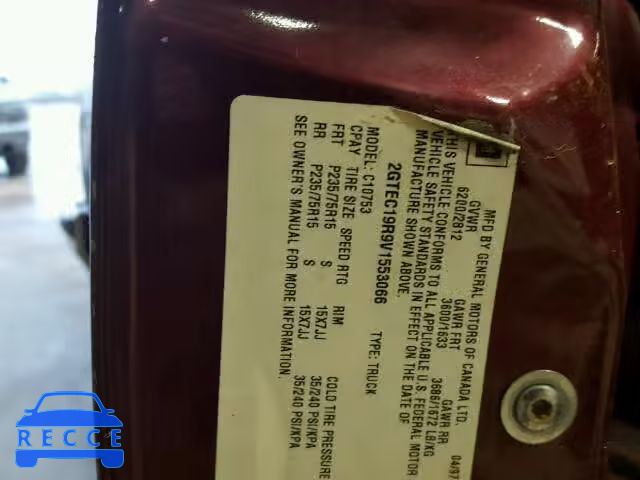 MFD BY GENERAL MOTORS OF CANADA LTD. 04/97
GVWR GAWR FRT GAWR RR
6200/2812 3600/1633 3686/1672 LB/KG
THIS VEHICLE CONFORMS TO ALL APPLICABLE U.S. FEDERAL MOTOR
VEHICLE SAFETY STANDARDS IN EFFECT ON THE DATE OF
MANUFACTURE SHOWN ABOVE.
2GTEC19R9V1553066 TYPE: TRUCK
MODEL: C10753
CPAY TIRE SIZE SPEED RTG RIM COLD TIRE PRESSURE
FRT P235/75R15 S 15X7JJ 35/240 PSI/KPA
RR P235/75R15 S 15X7JJ 35/240 PSI/KPA
SEE OWNER'S MANUAL FOR MORE INFORMATION.
RECCE